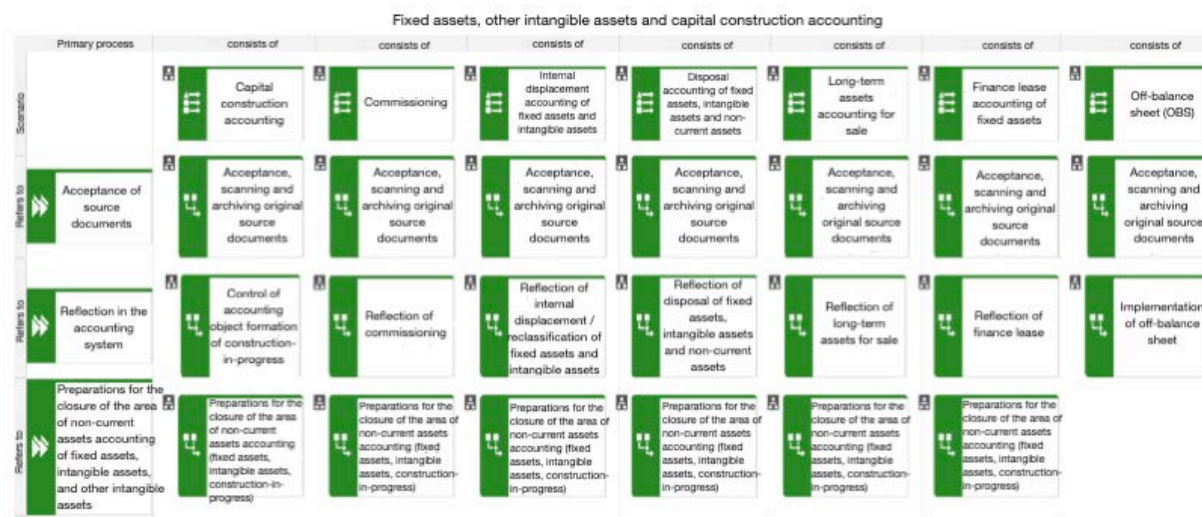 Fixed assets, other intangible assets and capital construction accounting
Primary process
consists of
consists of
consists of
consists of
consists of
consists of
consists of
Scenario
Capital
construction
accounting
Commissioning
Internal
displacement
accounting of
fixed assets and
intangible assets
Disposal
accounting of fixed
assets, intangible
assets and non-
current assets
Long-term
assets
accounting for
sale
Finance lease
accounting of
fixed assets
Off-balance
sheet (OBS)
Refers to
Acceptance of
source
documents
Acceptance,
scanning and
archiving original
source
documents
Acceptance,
scanning and
archiving original
source
documents
Acceptance,
scanning and
archiving original
source
documents
Acceptance,
scanning and
archiving original
source
documents
Acceptance,
scanning and
archiving original
source
documents
Acceptance,
scanning and
archiving original
source
documents
Acceptance,
scanning and
archiving
original source
documents
Refers to
Reflection in the
accounting
system
Control of
accounting
object formation
of construction-
in-progress
Reflection of
commissioning
Reflection of
internal
displacement /
reclassification of
fixed assets and
intangible assets
Reflection of
disposal of fixed
assets,
intangible assets
and non-current
assets
Reflection of
long-term
assets for sale
Reflection of
finance lease
Implementation
of off-balance
sheet
Refers to
Preparations for the
closure of the area
of non-current
assets accounting
of fixed assets,
intangible assets,
and other intangible
assets
Preparations for the
closure of the area
of non-current
assets accounting
(fixed assets,
intangible assets,
construction-in-
progress)
Preparations for the
closure of the area of
non-current assets
accounting (fixed
assets, intangible
assets, construction-
in-progress)
Preparations for the
closure of the area of
non-current assets
accounting (fixed
assets, intangible
assets, construction-
in-progress)
Preparations for the
closure of the area of
non-current assets
accounting (fixed
assets, intangible
assets, construction-
in-progress)
Preparations for the
closure of the area of
non-current assets
accounting (fixed
assets, intangible
assets, construction-
in-progress)
Preparations for the
closure of the area of
non-current assets
accounting (fixed
assets, intangible
assets, construction-
in-progress)